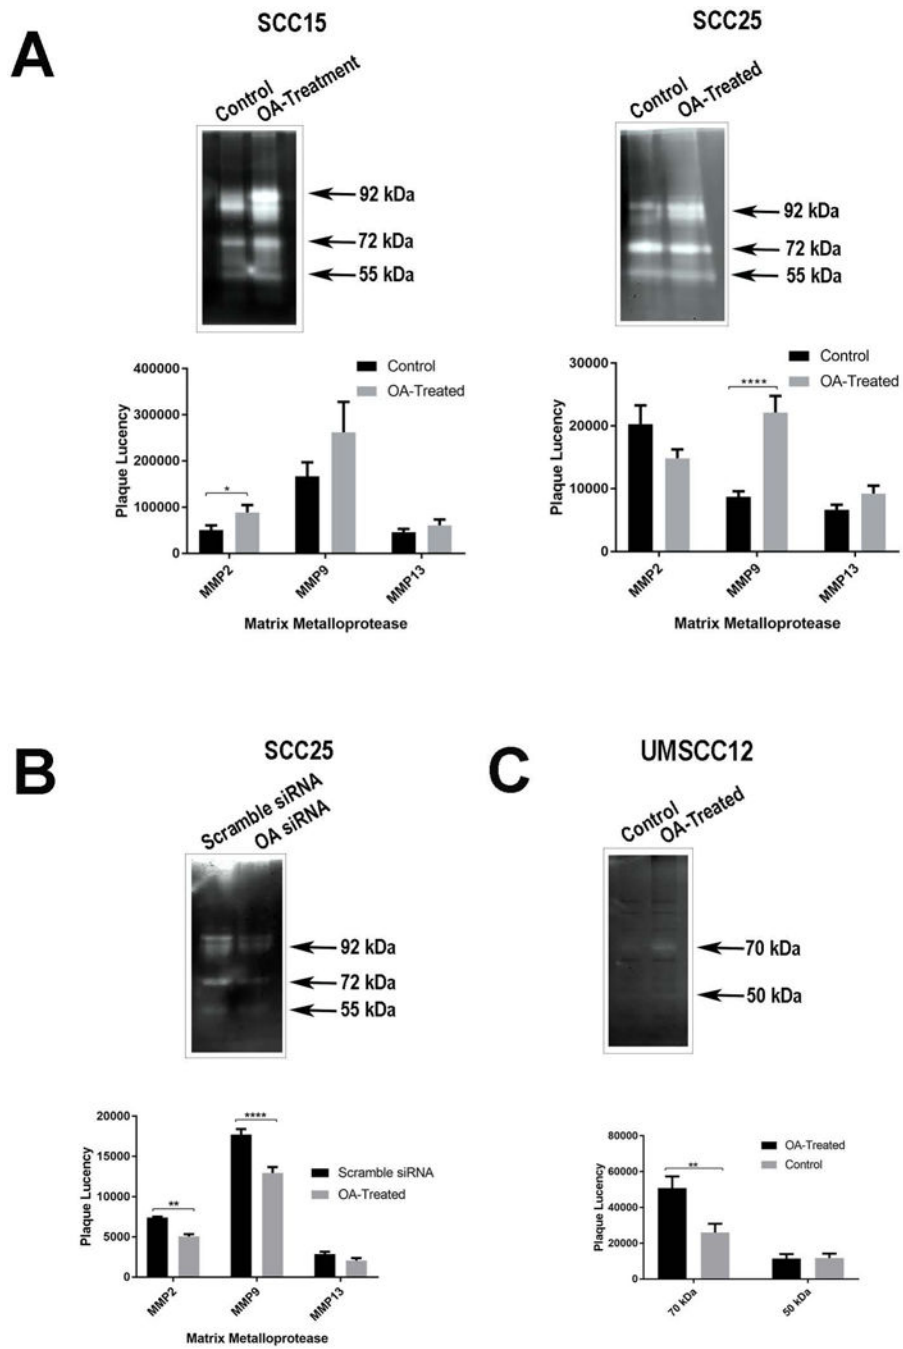 A
SCC15
Control
OA-Treatment
92 kDa
72 kDa
55 kDa
Control
OA-Treated
400000
300000
200000
100000
0
Plaque Lucency
*
MMP2
MMP9
MMP13
Matrix Metalloprotease
SCC25
Control
OA-Treated
92 kDa
72 kDa
55 kDa
Control
OA-Treated
30000
20000
10000
0
Plaque Lucency
****
MMP2
MMP9
MMP13
Matrix Metalloprotease
B
SCC25
Scramble siRNA
OA siRNA
92 kDa
72 kDa
55 kDa
20000
15000
10000
5000
0
Plaque Lucency
**
****
Scramble siRNA
OA-Treated
MMP2
MMP9
MMP13
Matrix Metalloprotease
C
UMSCC12
Control
OA-Treated
70 kDa
50 kDa
80000
60000
40000
20000
0
Plaque Lucency
**
OA-Treated
Control
70 kDa
50 kDa